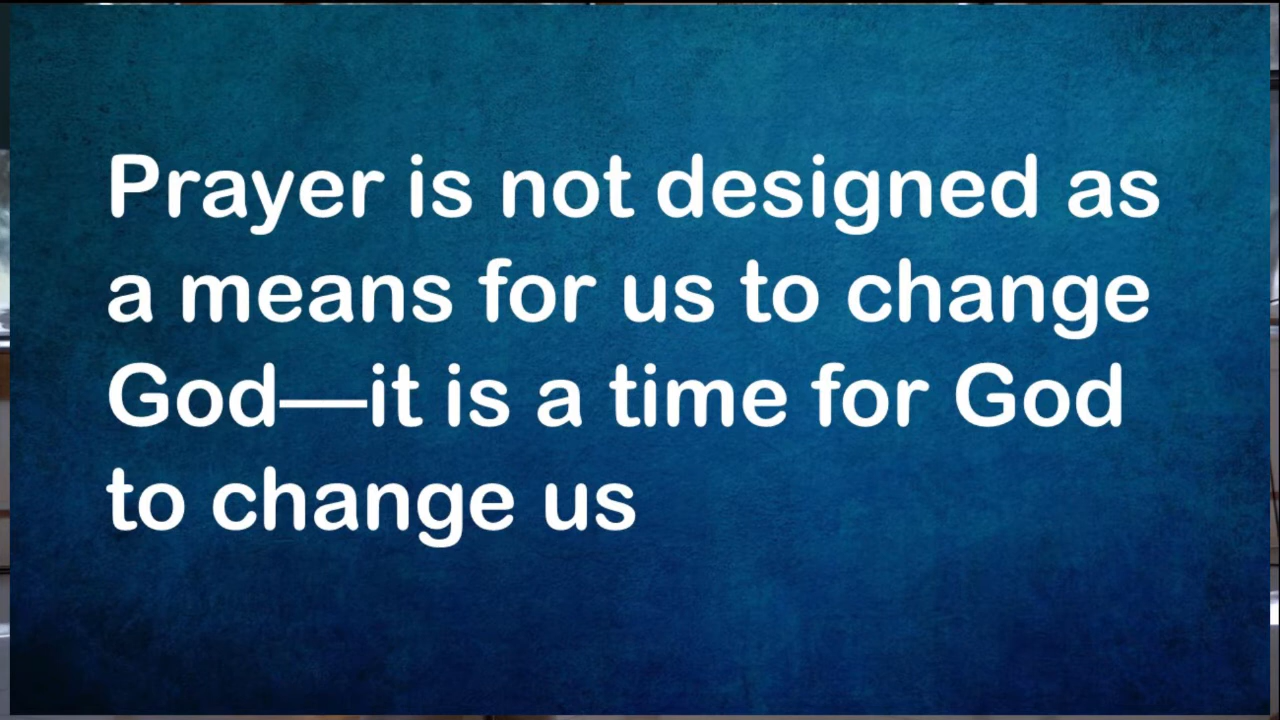 Prayer is not designed as
a means for us to change
God—it is a time for God
to change us